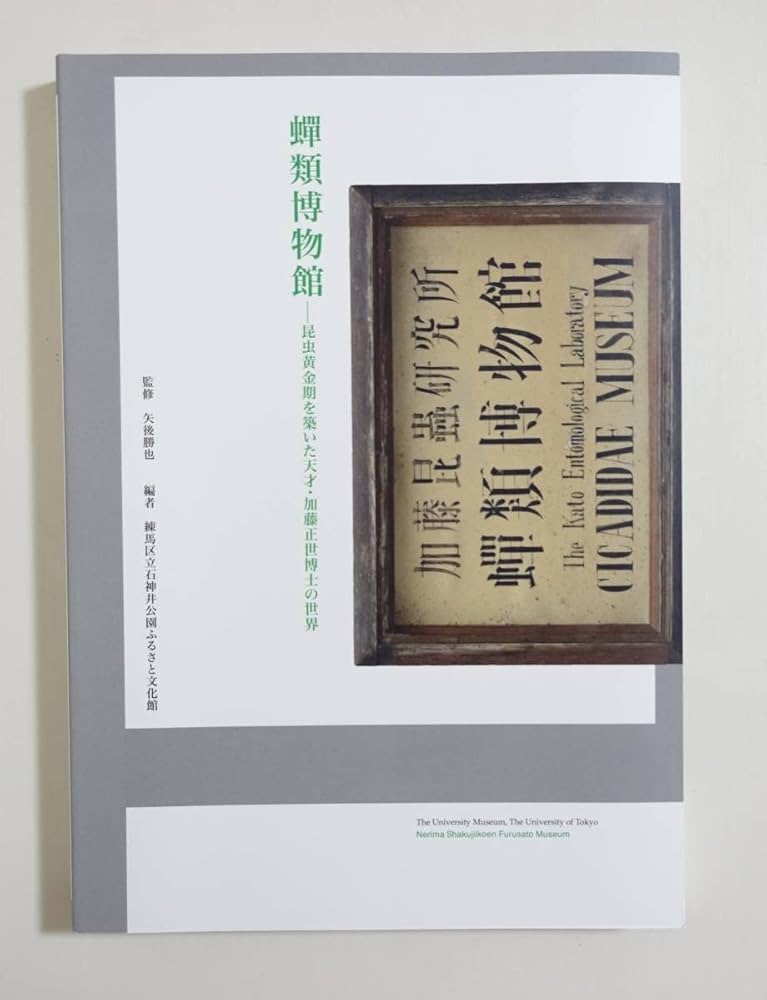 蟬類博物館──昆虫黄金期を築いた天才・加藤正世博士の世界
監修　矢後勝也　編者　練馬区立石神井公園ふるさと文化館
加藤昆蟲研究所
蟬類博物館
The Kato Entomological Laboratory
CICADIDAE MUSEUM
The University Museum, The University of Tokyo
Nerima Shakujiikoen Furusato Museum